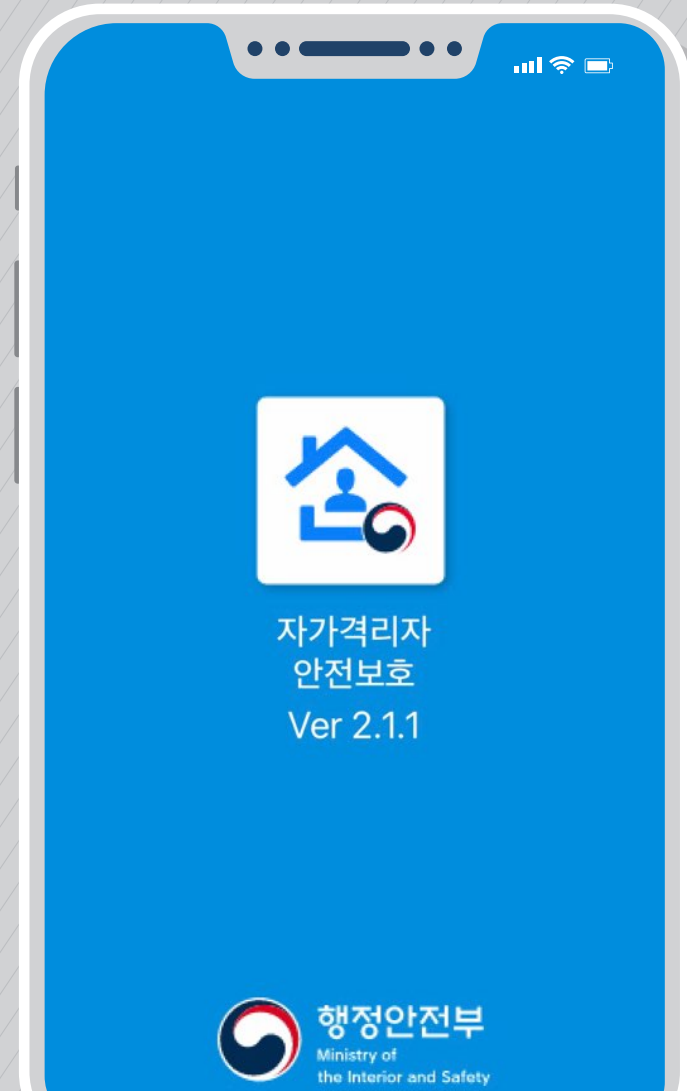 자가격리자
안전보호
Ver 2.1.1
행정안전부
Ministry of
the Interior and Safety